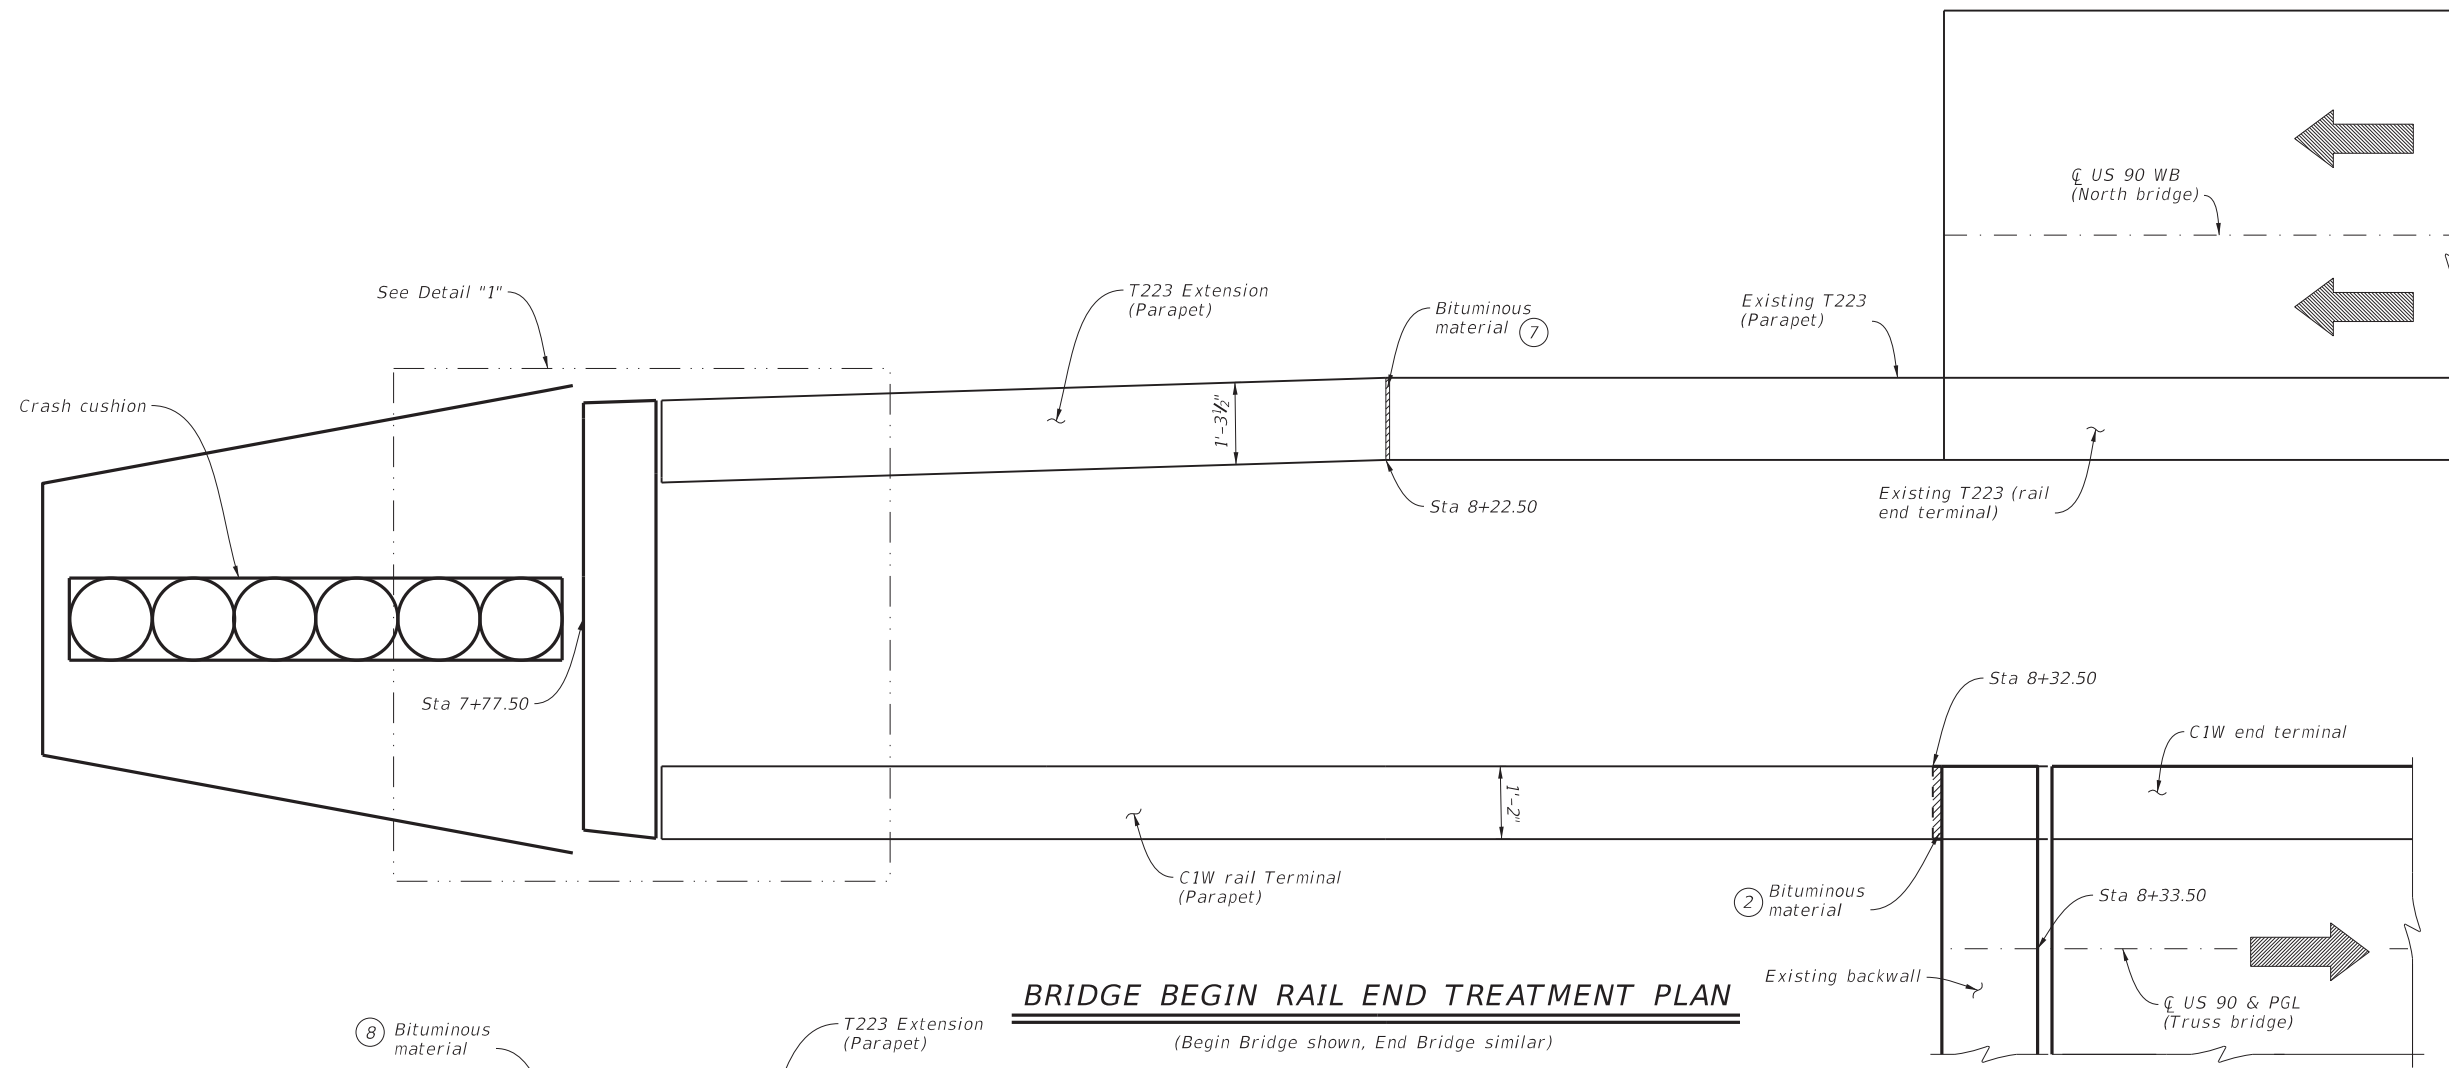 ℄ US 90 WB
(North bridge)
See Detail "1"
T223 Extension
(Parapet)
Bituminous
material 7
Existing T223
(Parapet)
Crash cushion
1'-3½"
Existing T223 (rail
end terminal)
Sta 8+22.50
Sta 7+77.50
Sta 8+32.50
C1W end terminal
1'-2"
C1W rail Terminal
(Parapet)
2 Bituminous
material
Sta 8+33.50
Existing backwall
℄ US 90 & PGL
(Truss bridge)
BRIDGE BEGIN RAIL END TREATMENT PLAN
(Begin Bridge shown, End Bridge similar)
8 Bituminous
material
T223 Extension
(Parapet)